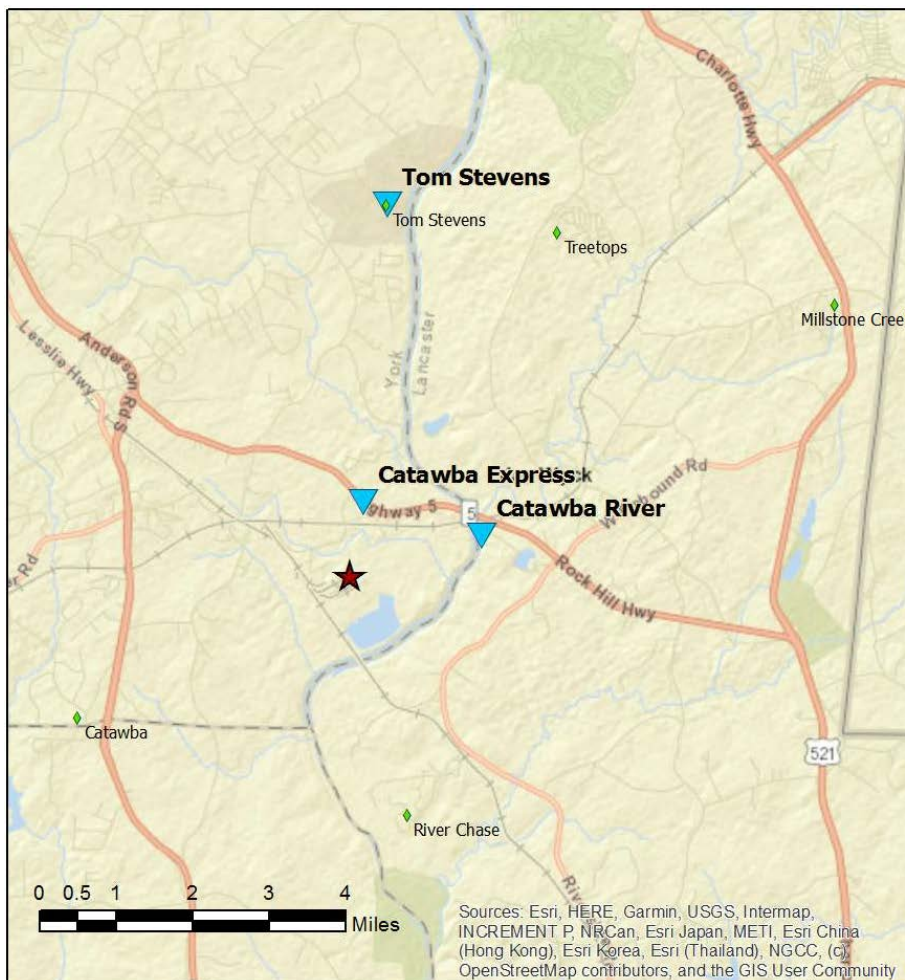 Charlotte Hwy
Tom Stevens
Tom Stevens
Treetops
Millstone Cree
Lesslie Hwy
Anderson Rd S
York
Lancaster
Catawba Express
ghway 5
5
Catawba River
Rock Hill Hwy
er Rd
Catawba
521
River Chase
0 0.5 1 2 3 4
Miles
Sources: Esri, HERE, Garmin, USGS, Intermap,
INCREMENT P, NRCan, Esri Japan, METI, Esri China
(Hong Kong), Esri Korea, Esri (Thailand), NGCC, (c)
OpenStreetMap contributors, and the GIS User Community